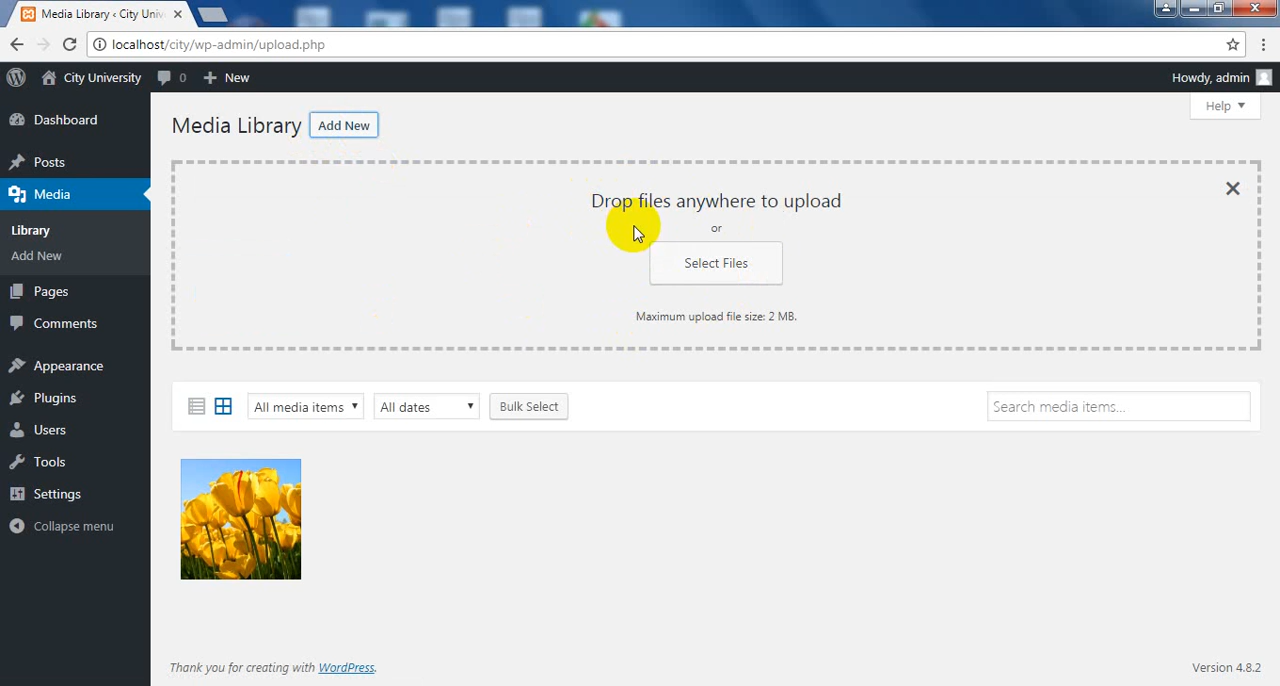 Media Library ‹ City Univ
localhost/city/wp-admin/upload.php
City University
0
New
Howdy, admin
Dashboard
Posts
Media
Library
Add New
Pages
Comments
Appearance
Plugins
Users
Tools
Settings
Collapse menu
Help
Media Library
Add New
Drop files anywhere to upload
or
Select Files
Maximum upload file size: 2 MB.
All media items
All dates
Bulk Select
Search media items...
Thank you for creating with WordPress.
Version 4.8.2